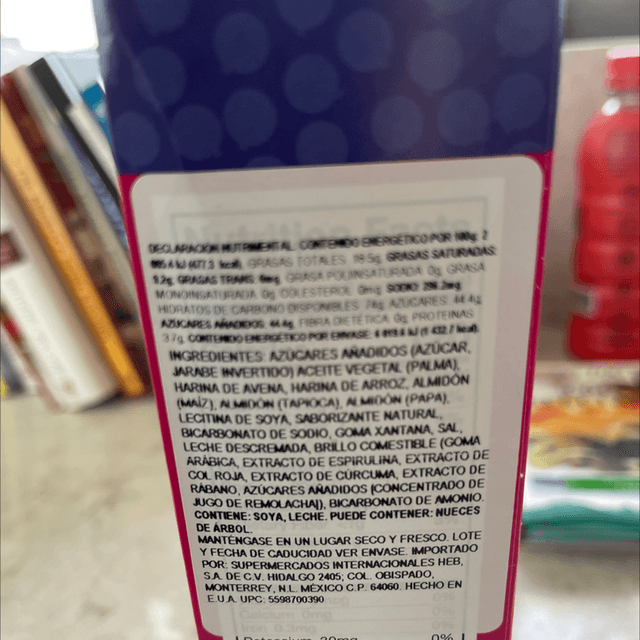 Nutrition Facts
DECLARACIÓN NUTRIMENTAL. CONTENIDO ENERGÉTICO POR 100g: 2
kJ (477.3 kcal), GRASAS TOTALES 18.5g, GRASAS SATURADAS:
9.2g, GRASAS TRANS: 0mg, GRASA POLIINSATURADA 0g, GRASA
MONOINSATURADA 0g COLESTEROL 0mg SODIO:
HIDRATOS DE CARBONO DISPONIBLES: 74g AZÚCARES: 44.4g
AZÚCARES AÑADIDOS: 44.4g, FIBRA DIETÉTICA: 0g PROTEÍNAS
3.7g, CONTENIDO ENERGÉTICO POR ENVASE:
INGREDIENTES: AZÚCARES AÑADIDOS (AZÚCAR,
JARABE INVERTIDO) ACEITE VEGETAL (PALMA),
HARINA DE AVENA, HARINA DE ARROZ, ALMIDÓN
(MAÍZ), ALMIDÓN (TAPIOCA), ALMIDÓN (PAPA),
LECITINA DE SOYA, SABORIZANTE NATURAL,
BICARBONATO DE SODIO, GOMA XANTANA, SAL,
LECHE DESCREMADA, BRILLO COMESTIBLE (GOMA
ARÁBICA, EXTRACTO DE ESPIRULINA, EXTRACTO DE
COL ROJA, EXTRACTO DE CÚRCUMA, EXTRACTO DE
RÁBANO, AZÚCARES AÑADIDOS [CONCENTRADO DE
JUGO DE REMOLACHA]), BICARBONATO DE AMONIO.
CONTIENE: SOYA, LECHE. PUEDE CONTENER: NUECES
DE ÁRBOL.
MANTÉNGASE EN UN LUGAR SECO Y FRESCO. LOTE
Y FECHA DE CADUCIDAD VER ENVASE. IMPORTADO
POR: SUPERMERCADOS INTERNACIONALES HEB,
S.A. DE C.V. HIDALGO 2405; COL. OBISPADO,
MONTERREY, N.L. MÉXICO C.P. 64060. HECHO EN
E.U.A. UPC: 5598700390
0%
Iron 0.3mg 0%
Potassium 30mg 0%